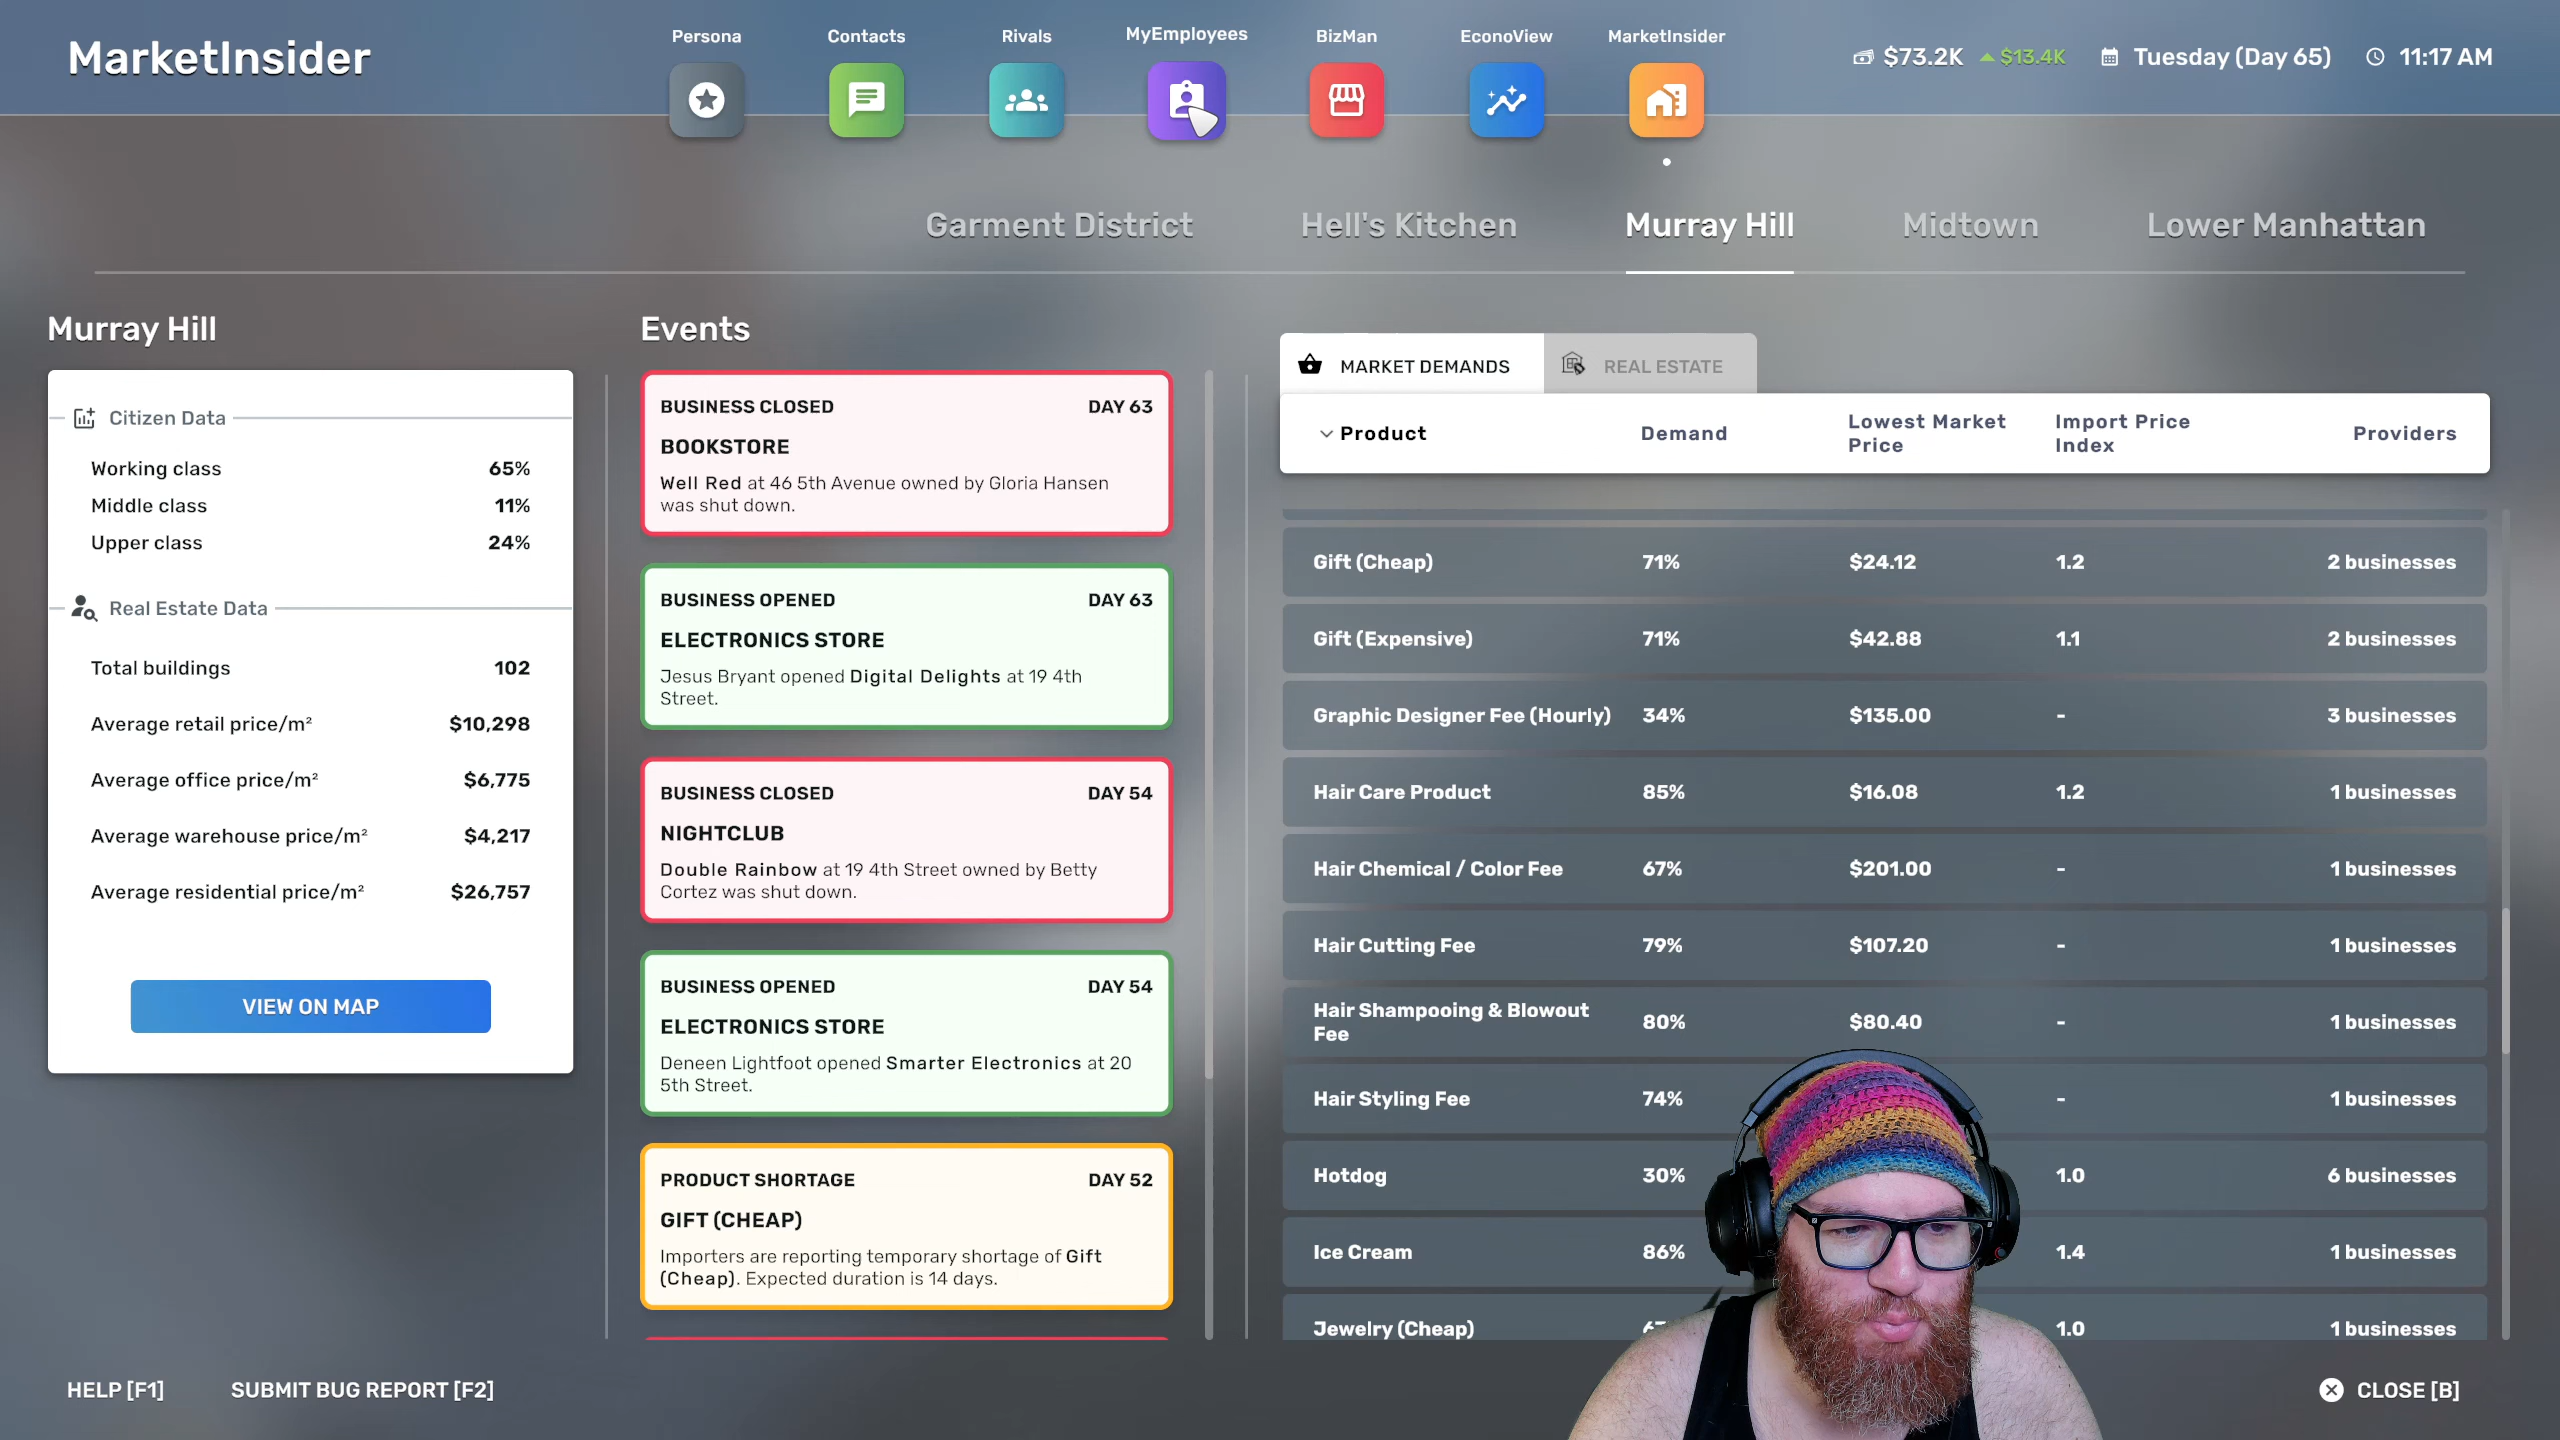 MarketInsider
Persona
Contacts
Rivals
MyEmployees
BizMan
EconoView
MarketInsider
$73.2K
$13.4K
Tuesday (Day 65)
11:17 AM
Garment District
Hell's Kitchen
Murray Hill
Midtown
Lower Manhattan
Murray Hill
Citizen Data
Working class 65%
Middle class 11%
Upper class 24%
Real Estate Data
Total buildings 102
Average retail price/m² $10,298
Average office price/m² $6,775
Average warehouse price/m² $4,217
Average residential price/m² $26,757
VIEW ON MAP
Events
BUSINESS CLOSED DAY 63
BOOKSTORE
Well Red at 46 5th Avenue owned by Gloria Hansen
was shut down.
BUSINESS OPENED DAY 63
ELECTRONICS STORE
Jesus Bryant opened Digital Delights at 19 4th
Street.
BUSINESS CLOSED DAY 54
NIGHTCLUB
Double Rainbow at 19 4th Street owned by Betty
Cortez was shut down.
BUSINESS OPENED DAY 54
ELECTRONICS STORE
Deneen Lightfoot opened Smarter Electronics at 20
5th Street.
PRODUCT SHORTAGE DAY 52
GIFT (CHEAP)
Importers are reporting temporary shortage of Gift
(Cheap). Expected duration is 14 days.
MARKET DEMANDS
REAL ESTATE
Product
Demand
Lowest Market
Price
Import Price
Index
Providers
Gift (Cheap) 71% $24.12 1.2 2 businesses
Gift (Expensive) 71% $42.88 1.1 2 businesses
Graphic Designer Fee (Hourly) 34% $135.00 - 3 businesses
Hair Care Product 85% $16.08 1.2 1 businesses
Hair Chemical / Color Fee 67% $201.00 - 1 businesses
Hair Cutting Fee 79% $107.20 - 1 businesses
Hair Shampooing & Blowout
Fee 80% $80.40 - 1 businesses
Hair Styling Fee 74% - 1 businesses
Hotdog 30% 1.0 6 businesses
Ice Cream 86% 1.4 1 businesses
Jewelry (Cheap) 1.0 1 businesses
HELP [F1]
SUBMIT BUG REPORT [F2]
CLOSE [B]